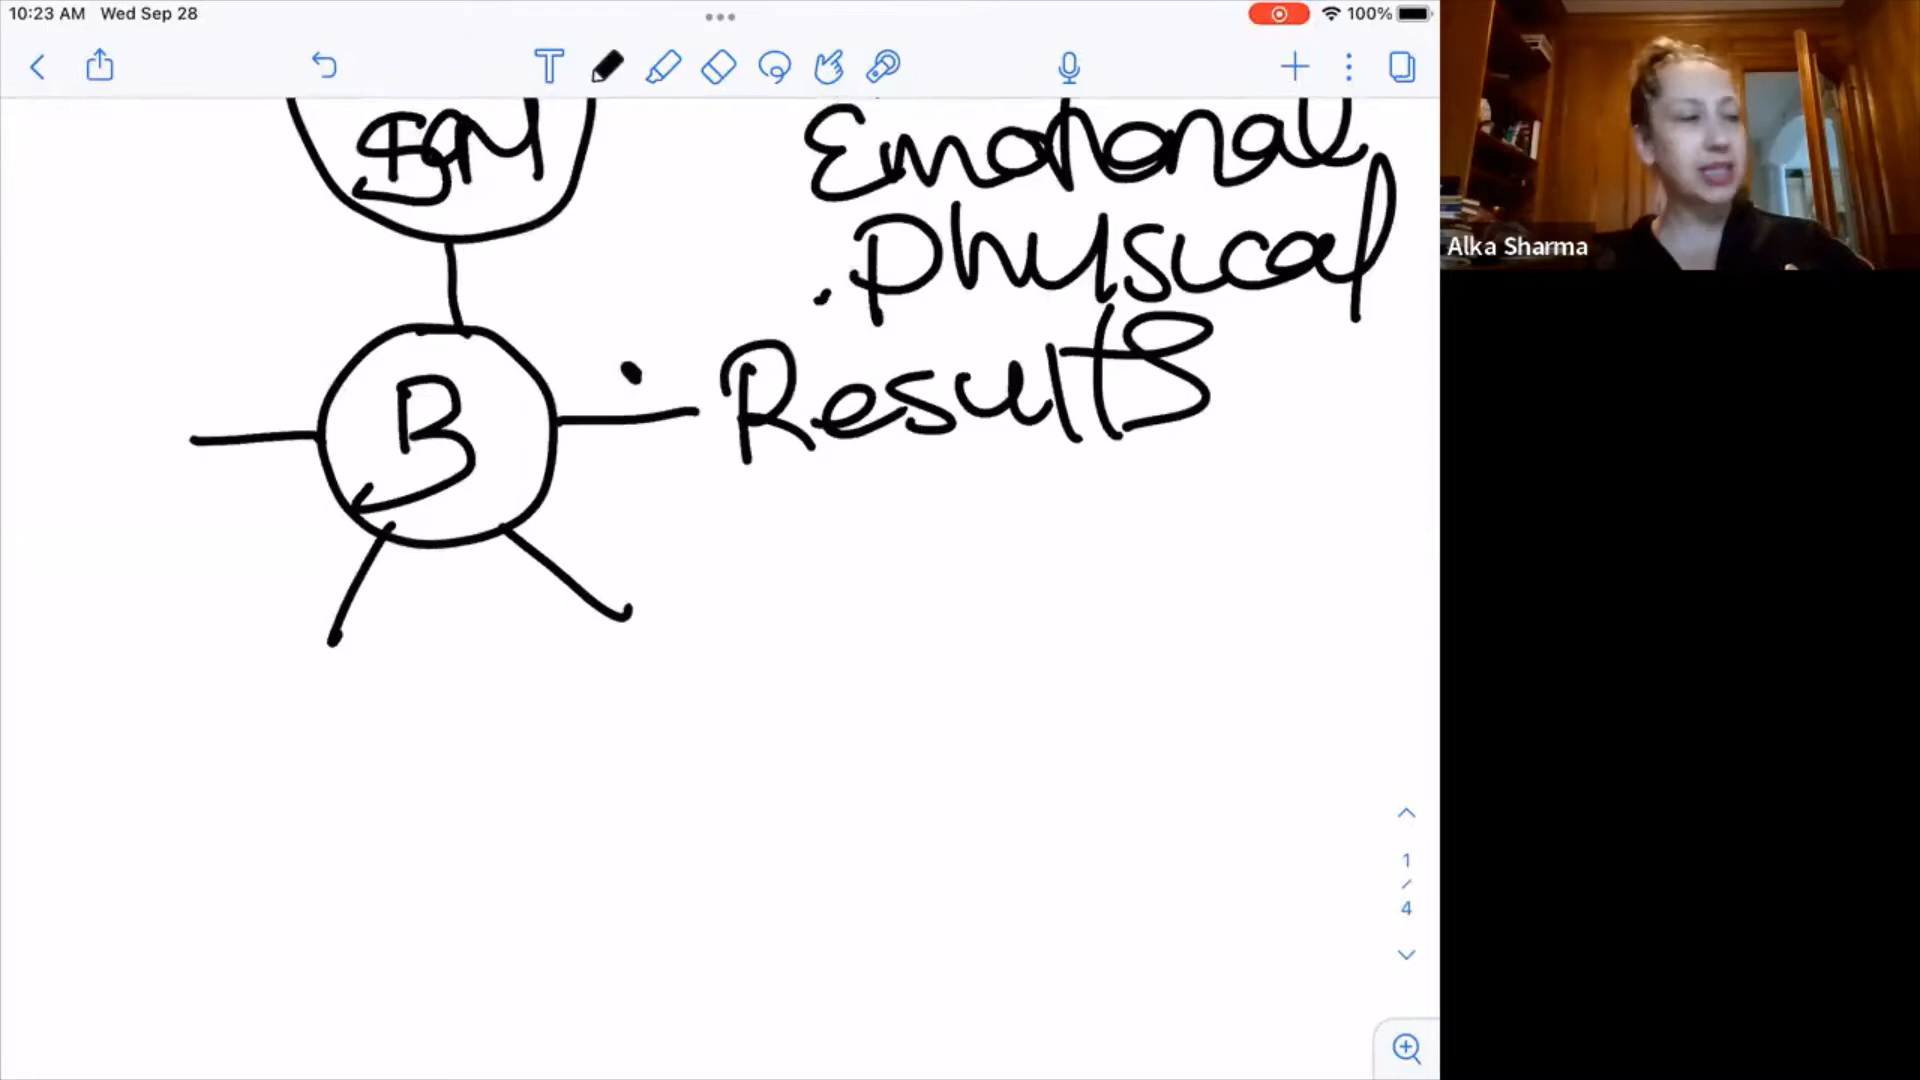 10:23 AM Wed Sep 28
100%
Emotional
Physical
Results
B
Alka Sharma
1
/
4